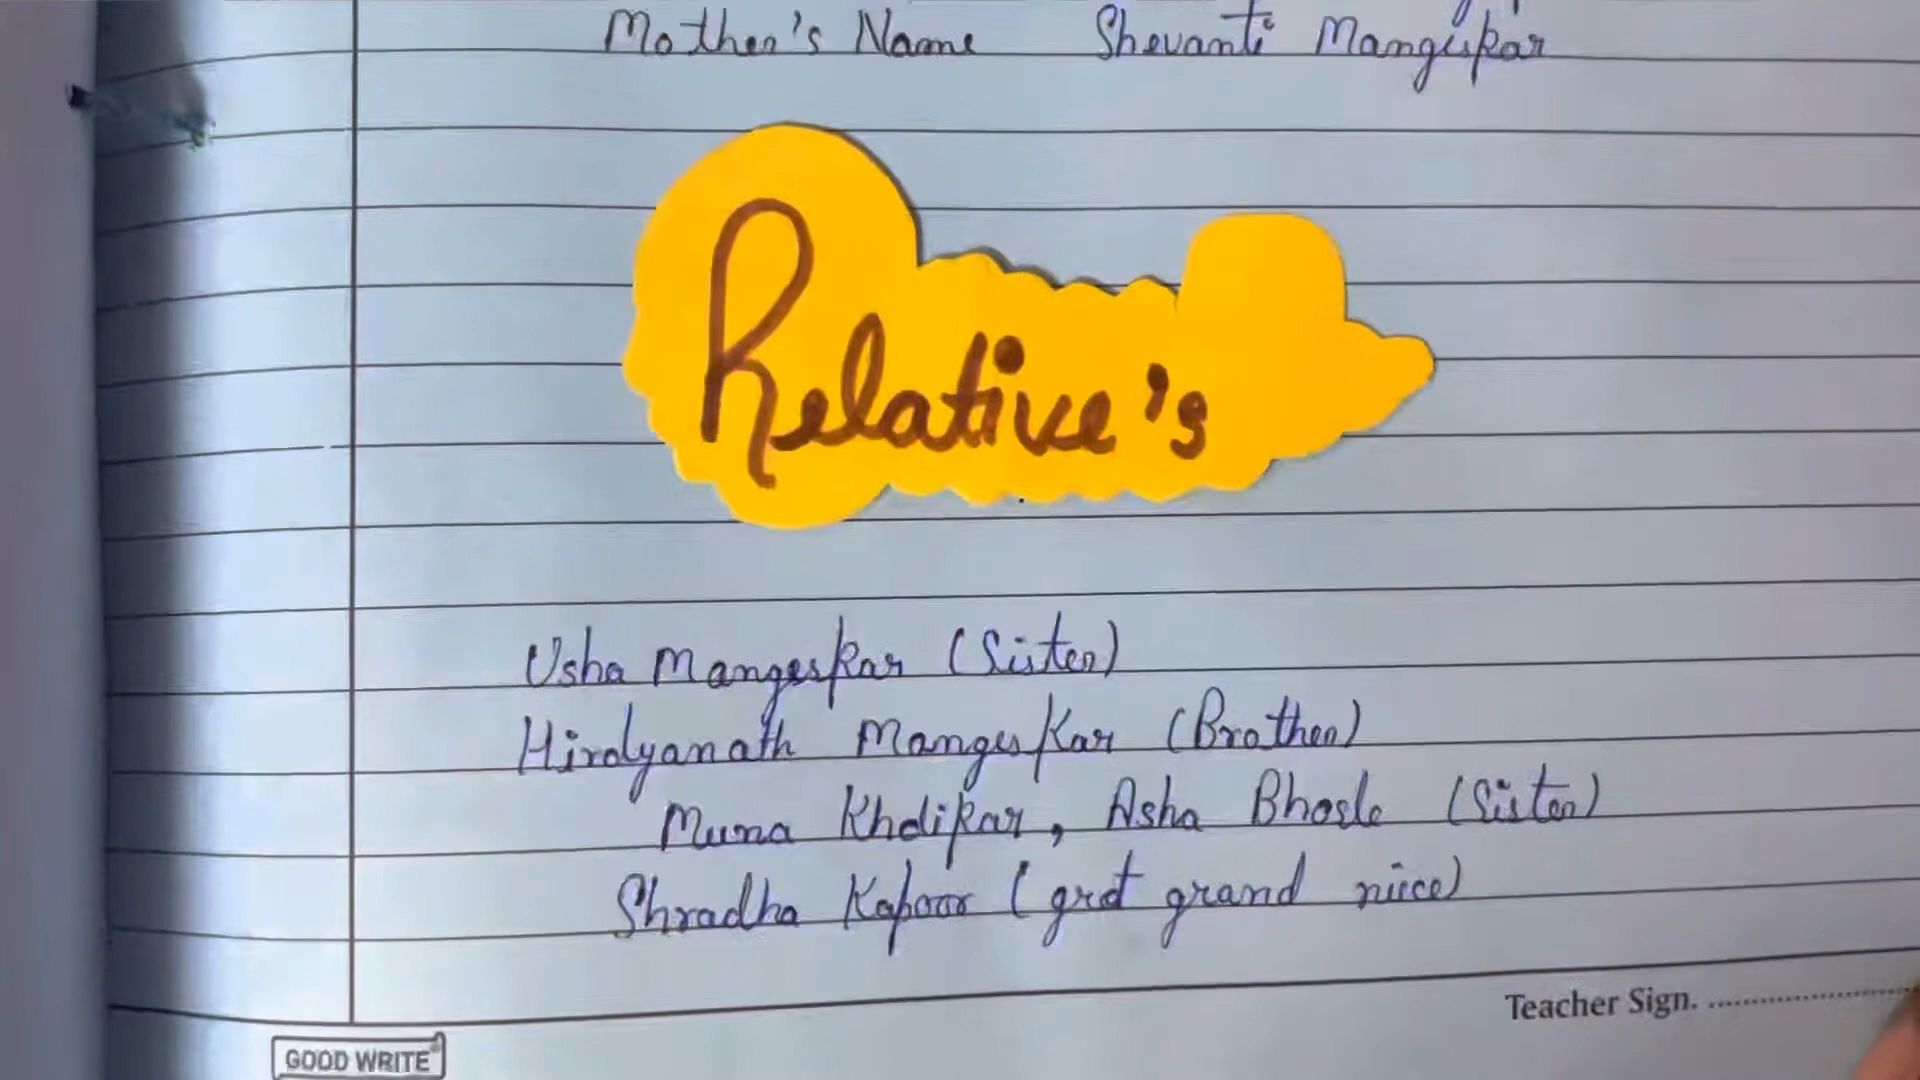 Mother's Name Shevanti Mangeskar
Relative's
Usha Mangeskar (Sister)
Hirdyanath Mangeskar (Brother)
Muna Khdikar, Asha Bhosle (Sister)
Shradha Kapoor (grt grand niece)
Teacher Sign. ....................
GOOD WRITE